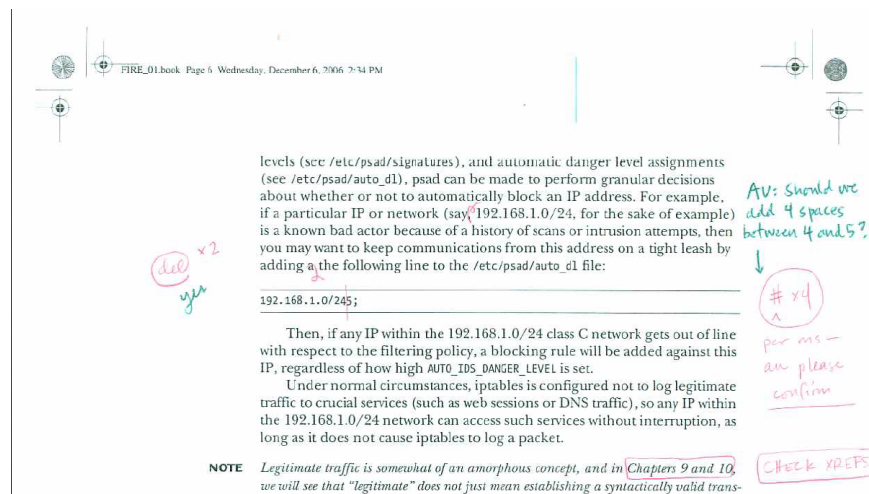 FIRE_01.book Page 6 Wednesday, December 6, 2006 2:34 PM
levels (see /etc/psad/signatures), and automatic danger level assignments
(see /etc/psad/auto_dl), psad can be made to perform granular decisions
about whether or not to automatically block an IP address. For example,
if a particular IP or network (say, 192.168.1.0/24, for the sake of example)
is a known bad actor because of a history of scans or intrusion attempts, then
you may want to keep communications from this address on a tight leash by
adding a the following line to the /etc/psad/auto_dl file:
AU: Should we
add 4 spaces
between 4 and 5?
del x2
yes
192.168.1.0/245;
# x4
per ms —
au please
confirm
Then, if any IP within the 192.168.1.0/24 class C network gets out of line
with respect to the filtering policy, a blocking rule will be added against this
IP, regardless of how high AUTO_IDS_DANGER_LEVEL is set.
Under normal circumstances, iptables is configured not to log legitimate
traffic to crucial services (such as web sessions or DNS traffic), so any IP within
the 192.168.1.0/24 network can access such services without interruption, as
long as it does not cause iptables to log a packet.
NOTE Legitimate traffic is somewhat of an amorphous concept, and in Chapters 9 and 10,
we will see that "legitimate" does not just mean establishing a syntactically valid trans-
CHECK XREFS